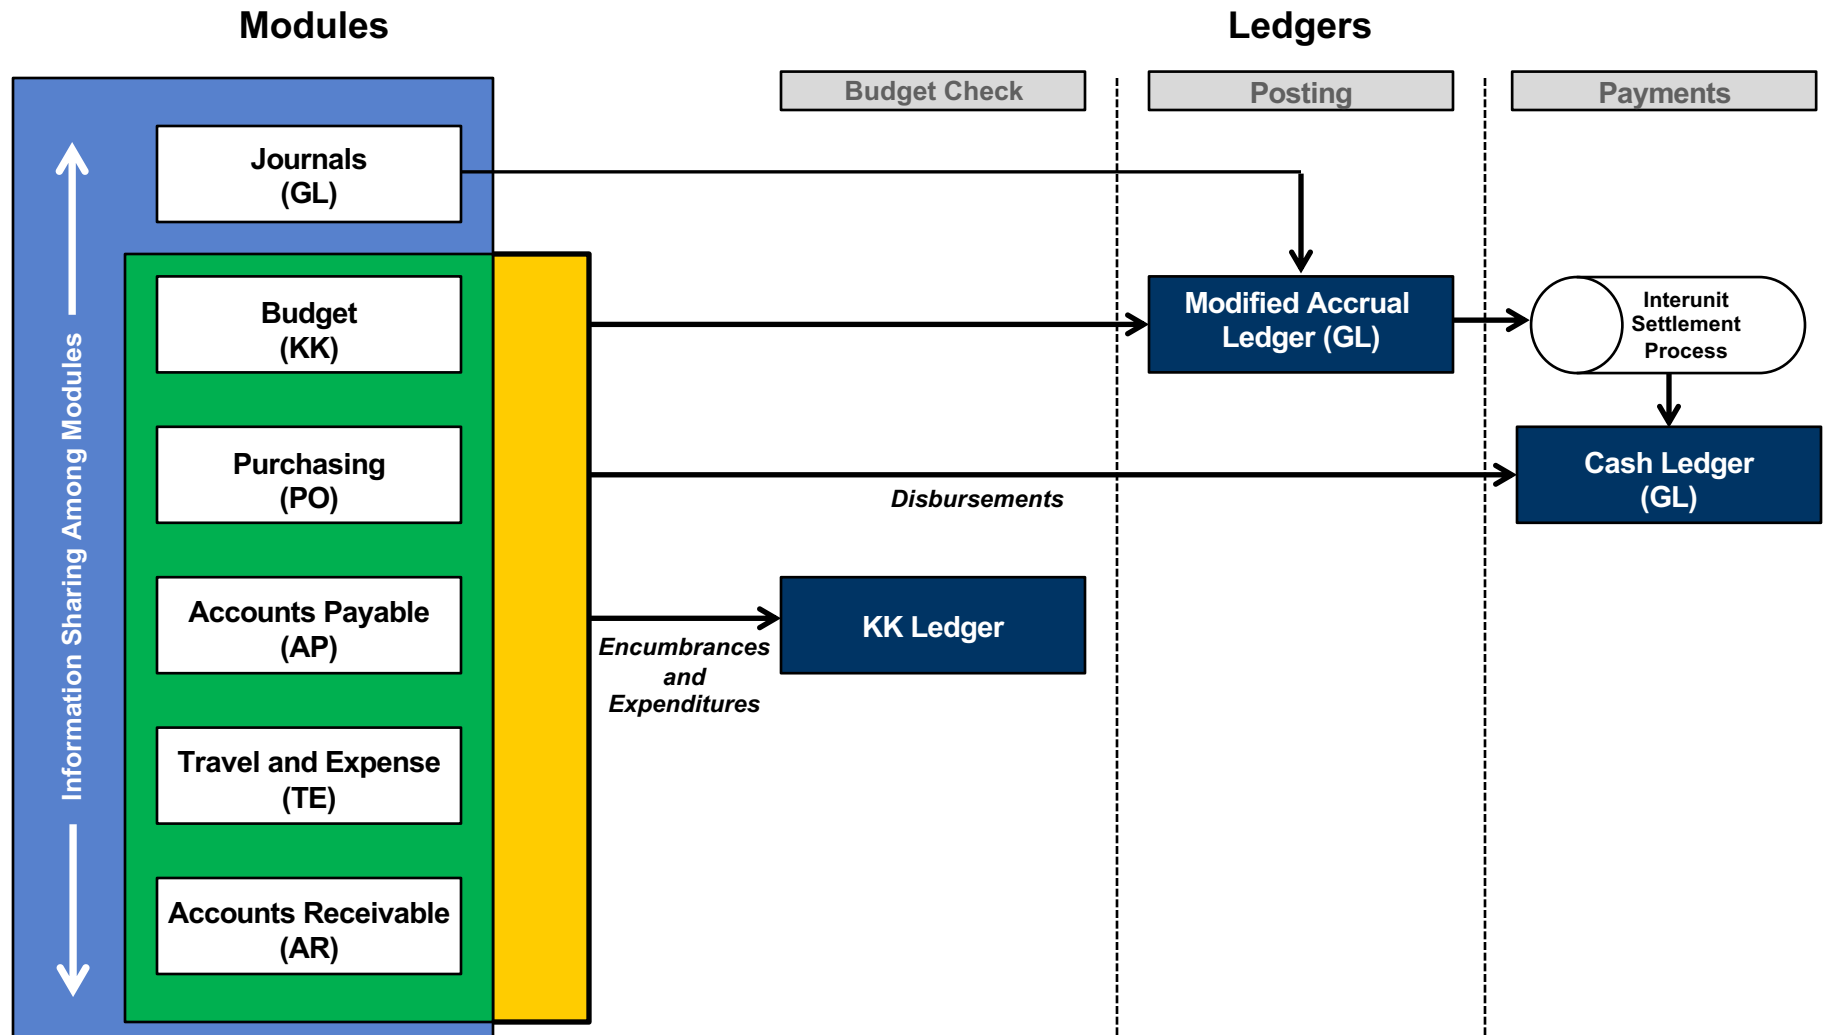 Modules
Ledgers
Budget Check
Posting
Payments
Information Sharing Among Modules
Journals
(GL)
Budget
(KK)
Purchasing
(PO)
Accounts Payable
(AP)
Travel and Expense
(TE)
Accounts Receivable
(AR)
Modified Accrual
Ledger (GL)
Interunit
Settlement
Process
Disbursements
Cash Ledger
(GL)
Encumbrances
and
Expenditures
KK Ledger